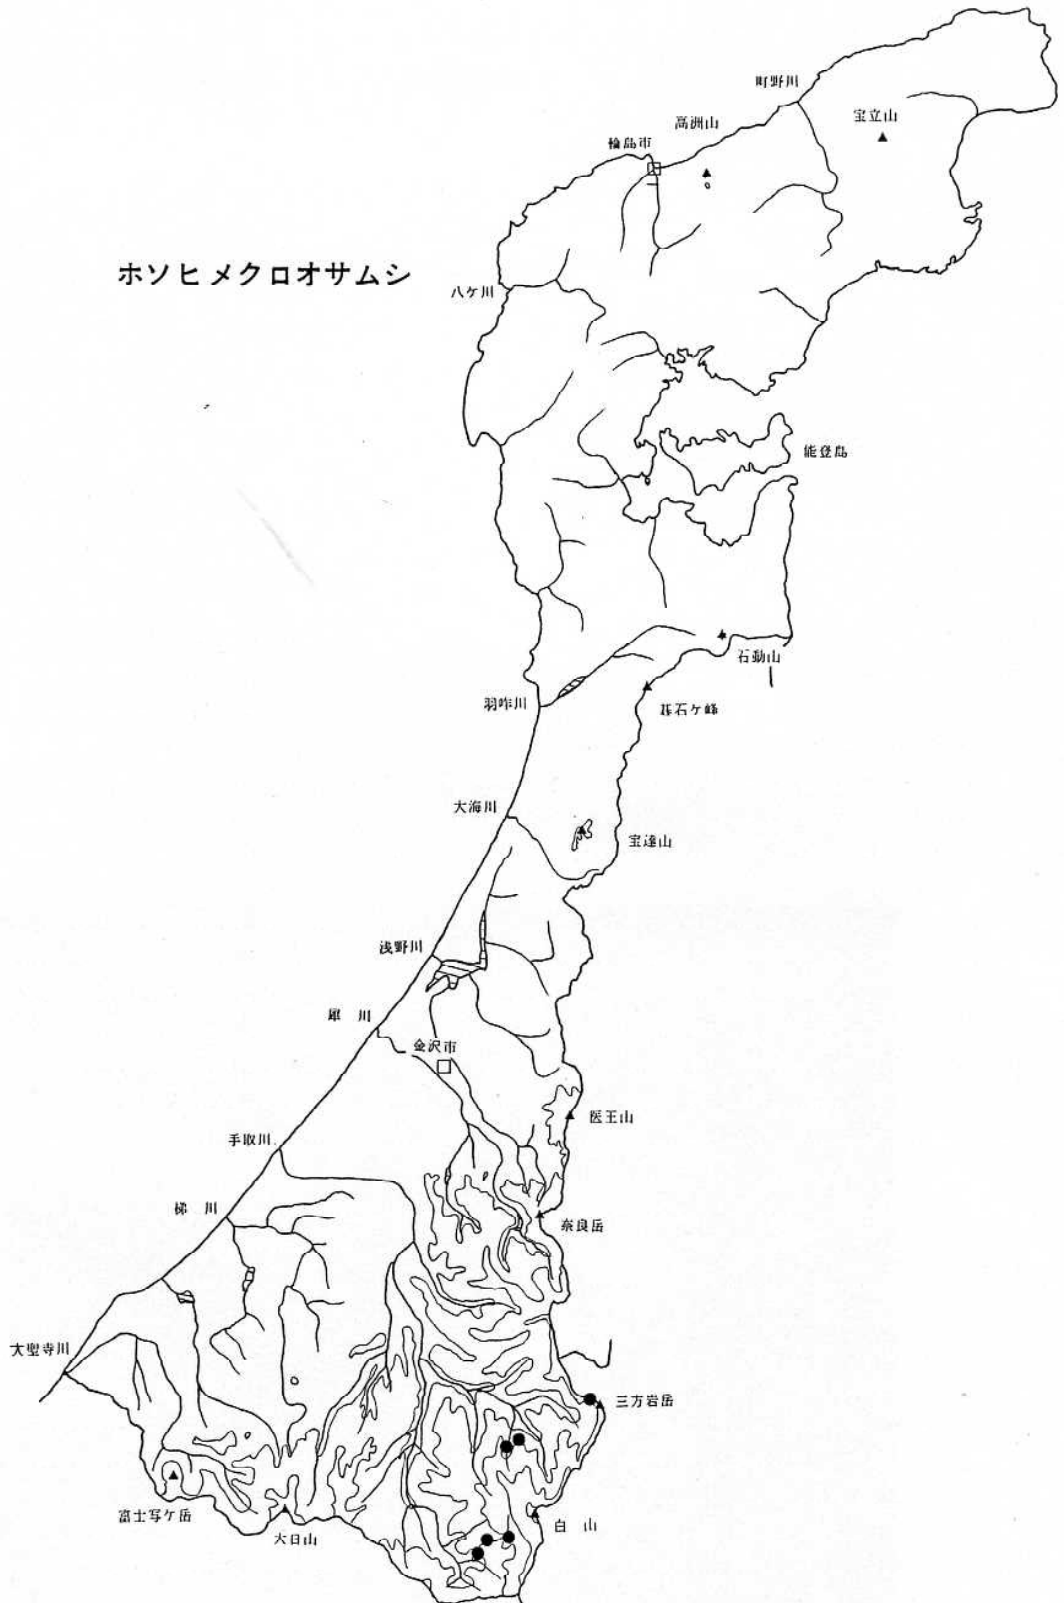 町野川
宝立山
高洲山
輪島市
ホソヒメクロオサムシ
八ケ川
能登島
石動山
羽咋川
碁石ケ峰
大海川
宝達山
浅野川
犀川
金沢市
医王山
手取川
奈良岳
梯川
大聖寺川
三方岩岳
富士写ケ岳
白山
大日山